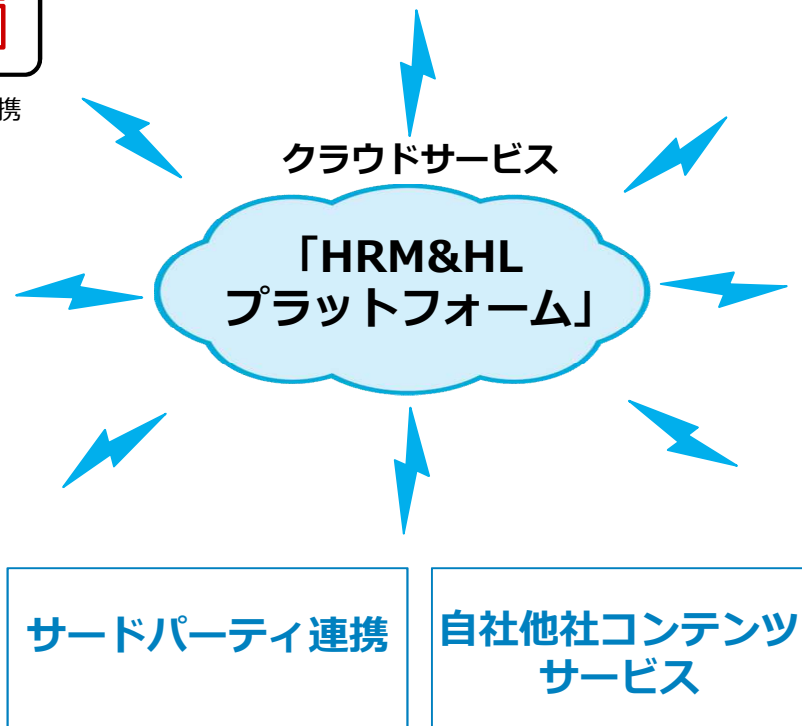 携
クラウドサービス
「HRM&HL
プラットフォーム」
サードパーティ連携
自社他社コンテンツ
サービス